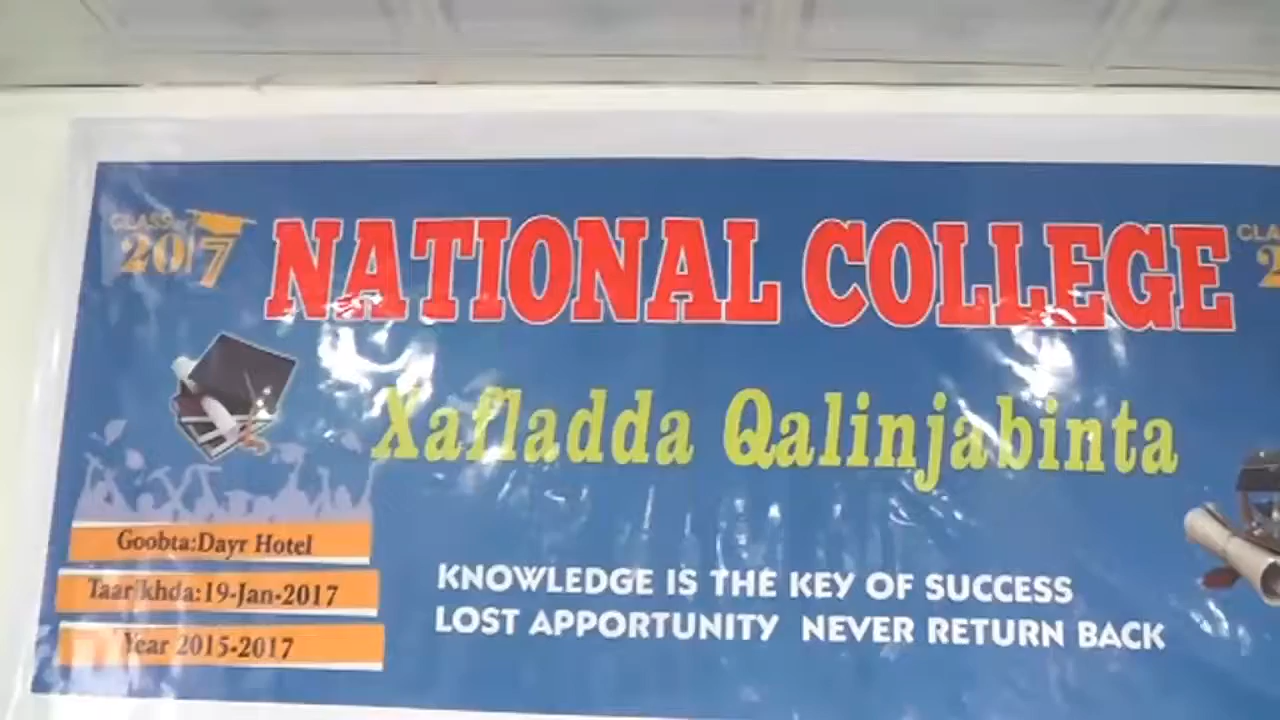 CLASS of
2017
NATIONAL COLLEGE
Xafladda Qalinjabinta
Goobta:Dayr Hotel
Taarikhda:19-Jan-2017
Year 2015-2017
KNOWLEDGE IS THE KEY OF SUCCESS
LOST APPORTUNITY NEVER RETURN BACK